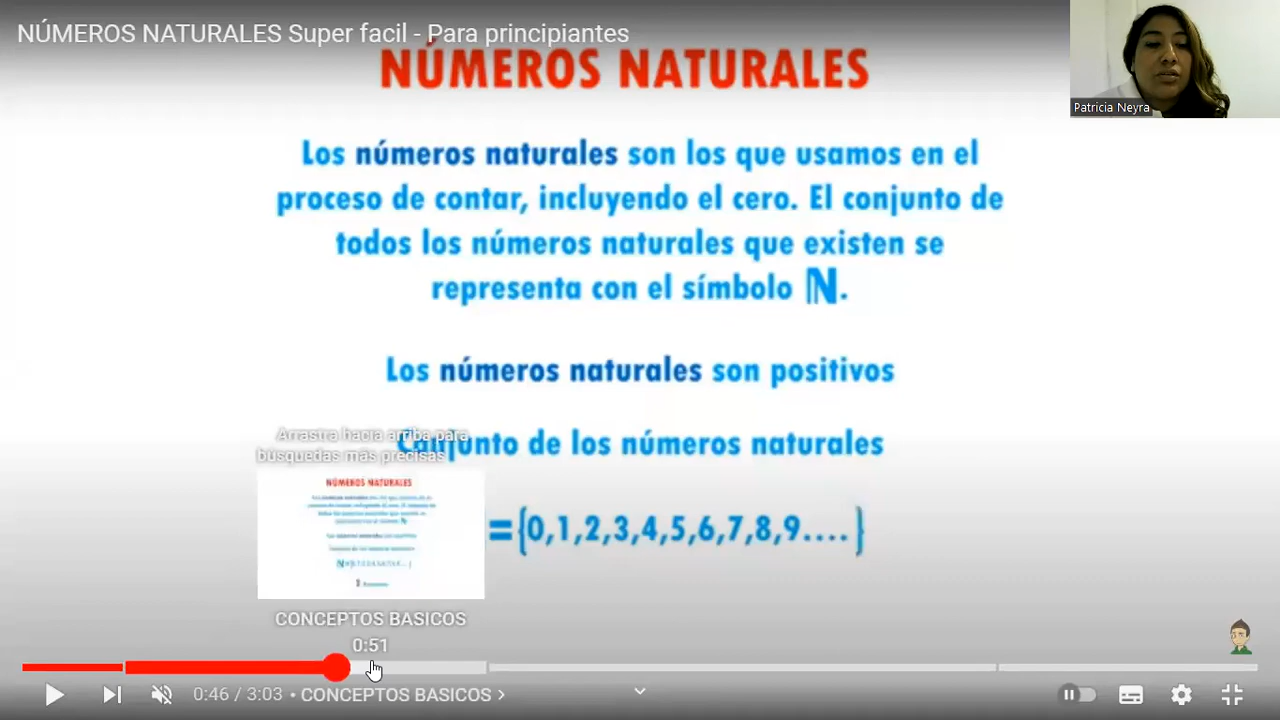 NÚMEROS NATURALES Super facil - Para principiantes
NÚMEROS NATURALES
Patricia Neyra
Los números naturales son los que usamos en el
proceso de contar, incluyendo el cero. El conjunto de
todos los números naturales que existen se
representa con el símbolo ℕ.
Los números naturales son positivos
Conjunto de los números naturales
Arrastra hacia arriba para
búsquedas más precisas
NÚMEROS NATURALES
={0,1,2,3,4,5,6,7,8,9....}
CONCEPTOS BASICOS
0:51
0:46 / 3:03 • CONCEPTOS BASICOS >